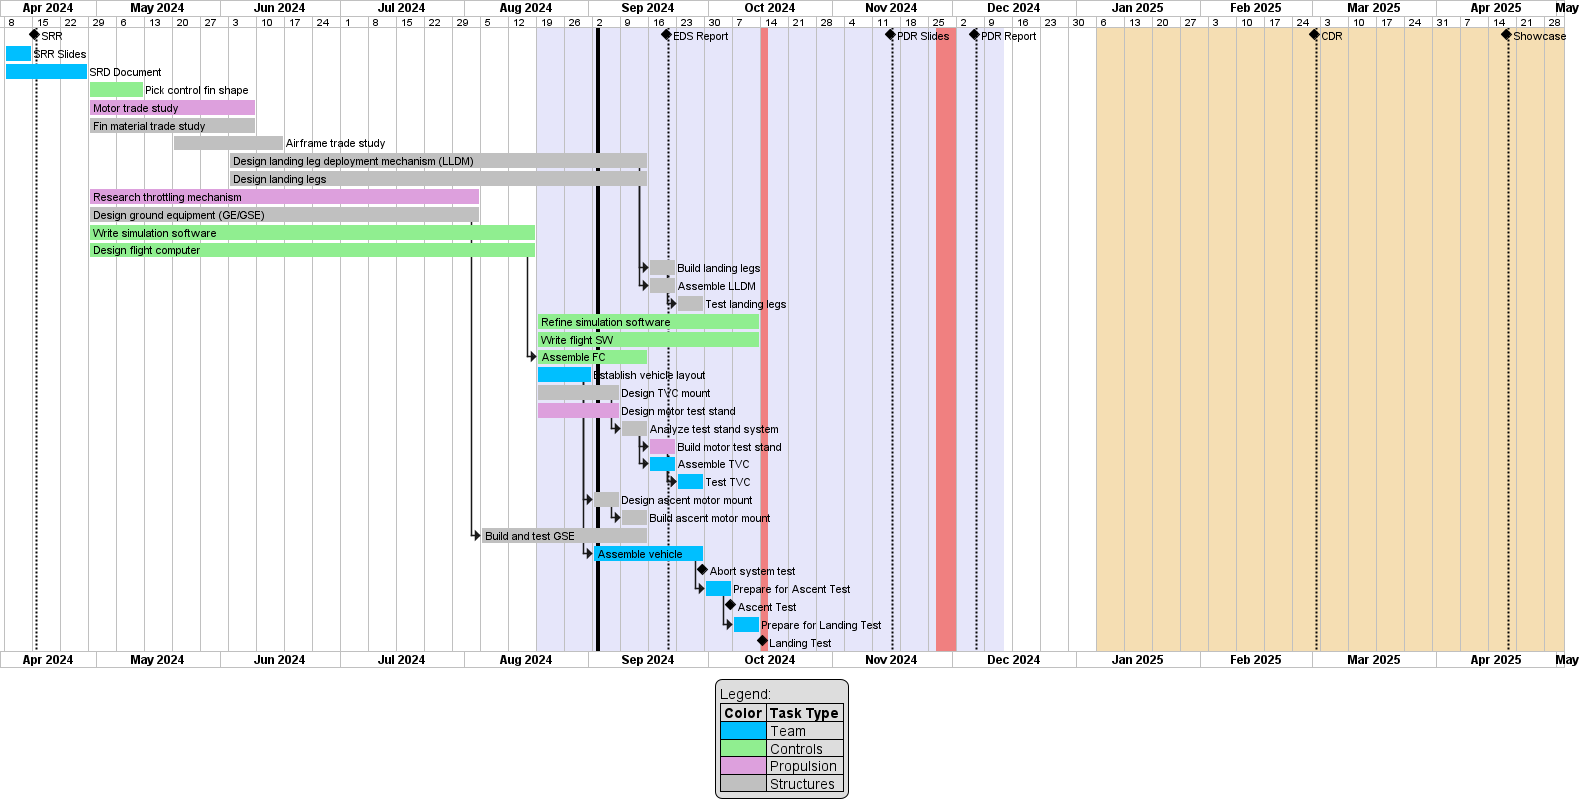 Apr 2024 May 2024 Jun 2024 Jul 2024 Aug 2024 Sep 2024 Oct 2024 Nov 2024 Dec 2024 Jan 2025 Feb 2025 Mar 2025 Apr 2025 May
8 15 22 29 6 13 20 27 3 10 17 24 1 8 15 22 29 5 12 19 26 2 9 16 23 30 7 14 21 28 4 11 18 25 2 9 16 23 30 6 13 20 27 3 10 17 24 3 10 17 24 31 7 14 21 28
SRR EDS Report PDR Slides PDR Report CDR Showcase
SRR Slides
SRD Document
Pick control fin shape
Motor trade study
Fin material trade study
Airframe trade study
Design landing leg deployment mechanism (LLDM)
Design landing legs
Research throttling mechanism
Design ground equipment (GE/GSE)
Write simulation software
Design flight computer
Build landing legs
Assemble LLDM
Test landing legs
Refine simulation software
Write flight SW
Assemble FC
Establish vehicle layout
Design TVC mount
Design motor test stand
Analyze test stand system
Build motor test stand
Assemble TVC
Test TVC
Design ascent motor mount
Build ascent motor mount
Build and test GSE
Assemble vehicle
Abort system test
Prepare for Ascent Test
Ascent Test
Prepare for Landing Test
Landing Test
Apr 2024 May 2024 Jun 2024 Jul 2024 Aug 2024 Sep 2024 Oct 2024 Nov 2024 Dec 2024 Jan 2025 Feb 2025 Mar 2025 Apr 2025 May
Legend:
Color Task Type
Team
Controls
Propulsion
Structures